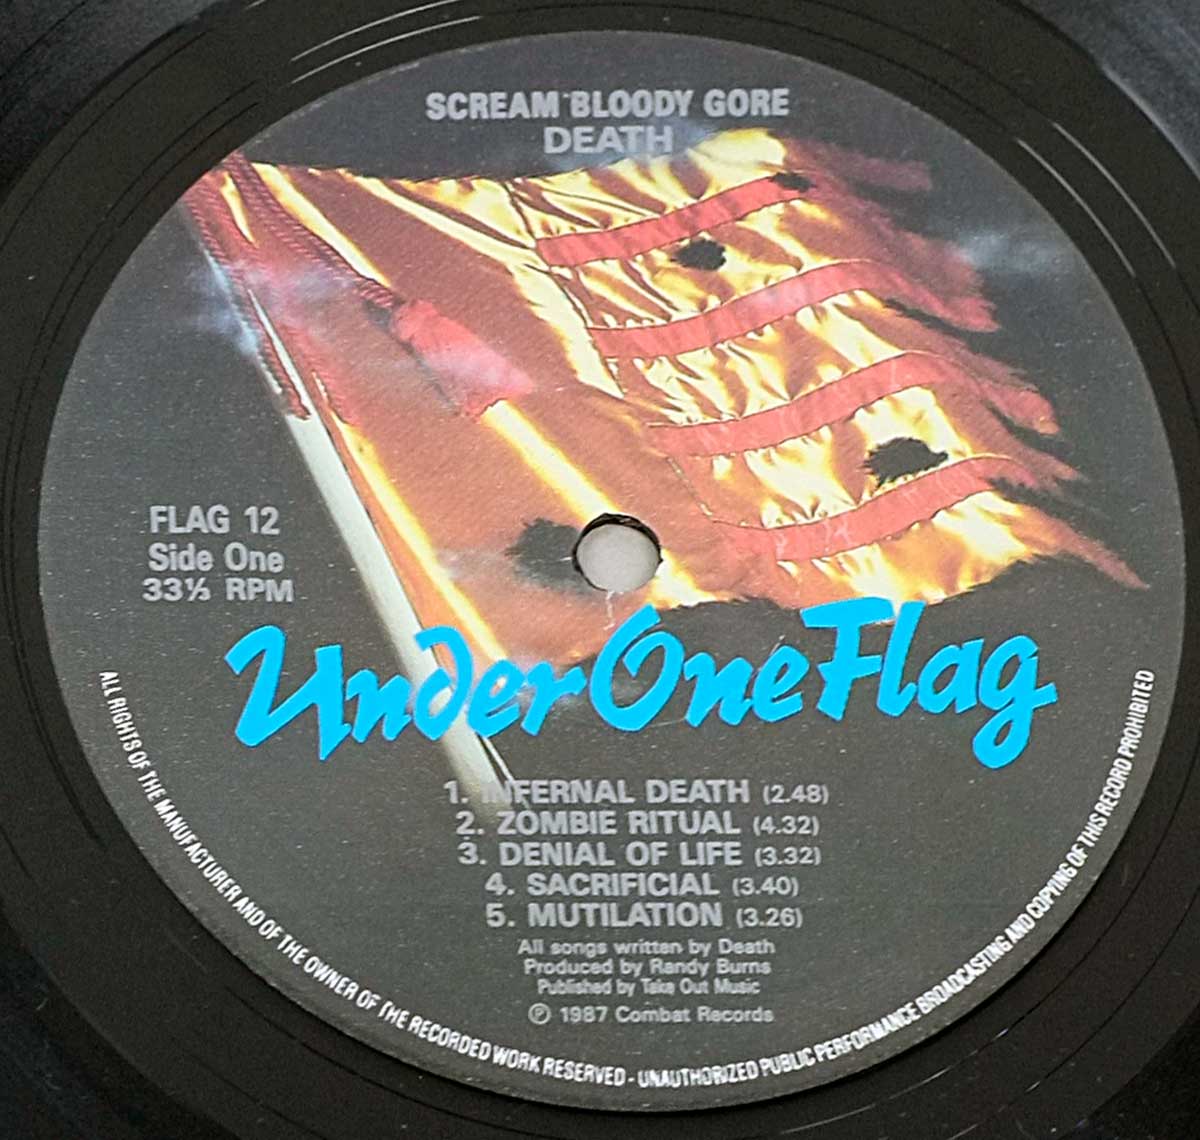 SCREAM BLOODY GORE
DEATH
FLAG 12
Side One
33⅓ RPM
Under One Flag
1. INFERNAL DEATH (2.48)
2. ZOMBIE RITUAL (4.32)
3. DENIAL OF LIFE (3.32)
4. SACRIFICIAL (3.40)
5. MUTILATION (3.26)
All songs written by Death
Produced by Randy Burns
Published by Take Out Music
℗ 1987 Combat Records
ALL RIGHTS OF THE MANUFACTURER AND OF THE OWNER OF THE RECORDED WORK RESERVED - UNAUTHORIZED PUBLIC PERFORMANCE BROADCASTING AND COPYING OF THIS RECORD PROHIBITED